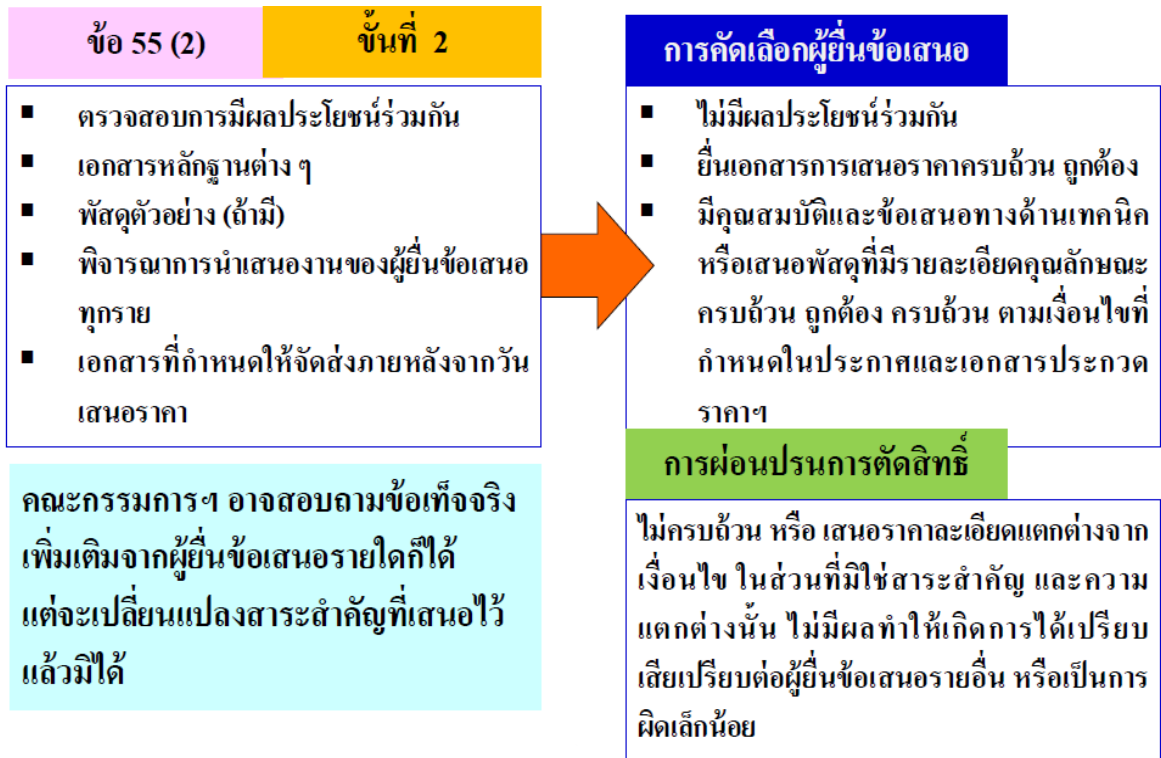 ข้อ 55 (2)
ขั้นที่ 2
▪ ตรวจสอบการมีผลประโยชน์ร่วมกัน
▪ เอกสารหลักฐานต่าง ๆ
▪ พัสดุตัวอย่าง (ถ้ามี)
▪ พิจารณาการนำเสนองานของผู้ยื่นข้อเสนอ
ทุกราย
▪ เอกสารที่กำหนดให้จัดส่งภายหลังจากวัน
เสนอราคา
คณะกรรมการฯ อาจสอบถามข้อเท็จจริง
เพิ่มเติมจากผู้ยื่นข้อเสนอรายใดก็ได้
แต่จะเปลี่ยนแปลงสาระสำคัญที่เสนอไว้
แล้วมิได้
การคัดเลือกผู้ยื่นข้อเสนอ
▪ ไม่มีผลประโยชน์ร่วมกัน
▪ ยื่นเอกสารการเสนอราคาครบถ้วน ถูกต้อง
▪ มีคุณสมบัติและข้อเสนอทางด้านเทคนิค
หรือเสนอพัสดุที่มีรายละเอียดคุณลักษณะ
ครบถ้วน ถูกต้อง ครบถ้วน ตามเงื่อนไขที่
กำหนดในประกาศและเอกสารประกวด
ราคาฯ
การผ่อนปรนการตัดสิทธิ์
ไม่ครบถ้วน หรือ เสนอราคาละเอียดแตกต่างจาก
เงื่อนไข ในส่วนที่มิใช่สาระสำคัญ และความ
แตกต่างนั้น ไม่มีผลทำให้เกิดการได้เปรียบ
เสียเปรียบต่อผู้ยื่นข้อเสนอรายอื่น หรือเป็นการ
ผิดเล็กน้อย